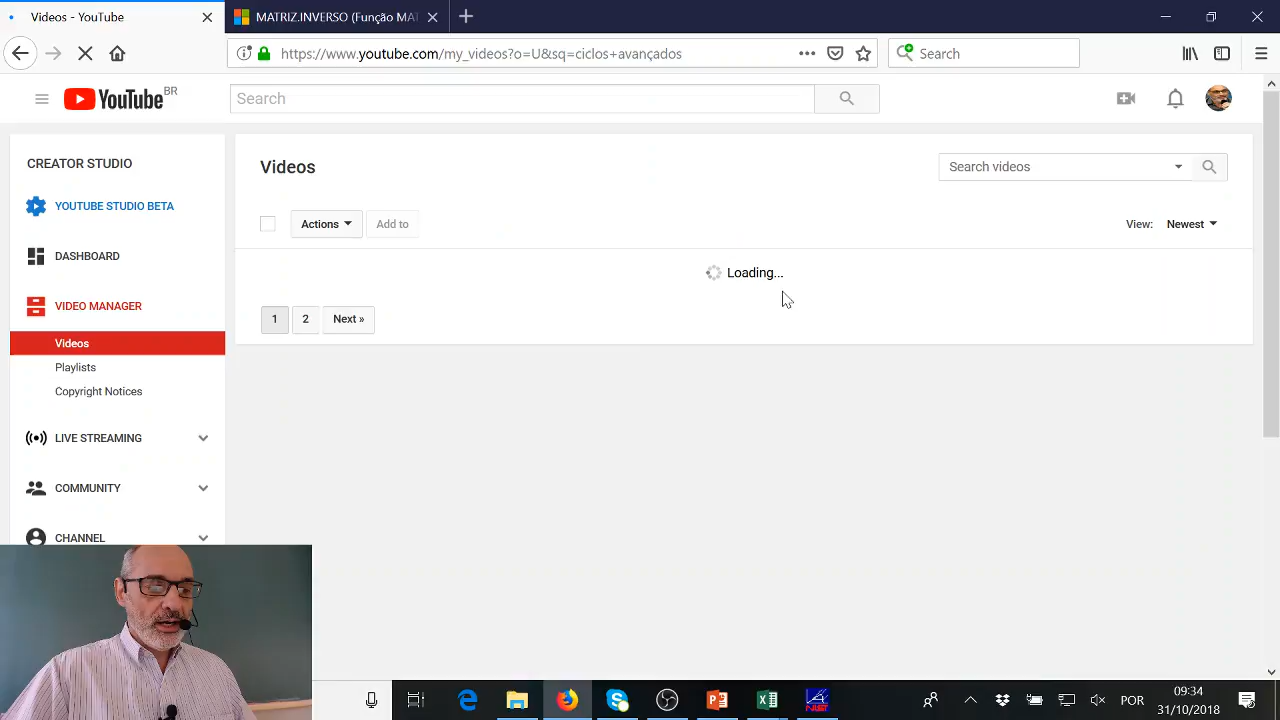 Videos - YouTube
MATRIZ.INVERSO (Função MAT
https://www.youtube.com/my_videos?o=U&sq=ciclos+avançados
Search
YouTube BR
Search
CREATOR STUDIO
YOUTUBE STUDIO BETA
DASHBOARD
VIDEO MANAGER
Videos
Playlists
Copyright Notices
LIVE STREAMING
COMMUNITY
CHANNEL
Videos
Search videos
Actions
Add to
View: Newest
Loading...
1 2 Next »
POR
09:34
31/10/2018